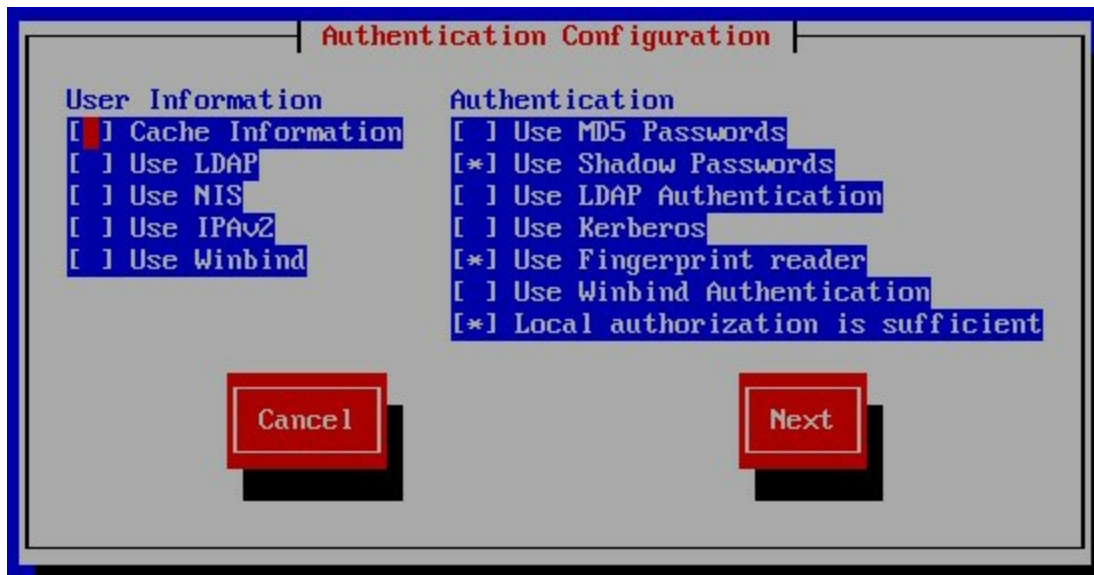 Authentication Configuration
User Information
[ ] Cache Information
[ ] Use LDAP
[ ] Use NIS
[ ] Use IPAv2
[ ] Use Winbind
Authentication
[ ] Use MD5 Passwords
[*] Use Shadow Passwords
[ ] Use LDAP Authentication
[ ] Use Kerberos
[*] Use Fingerprint reader
[ ] Use Winbind Authentication
[*] Local authorization is sufficient
Cancel
Next